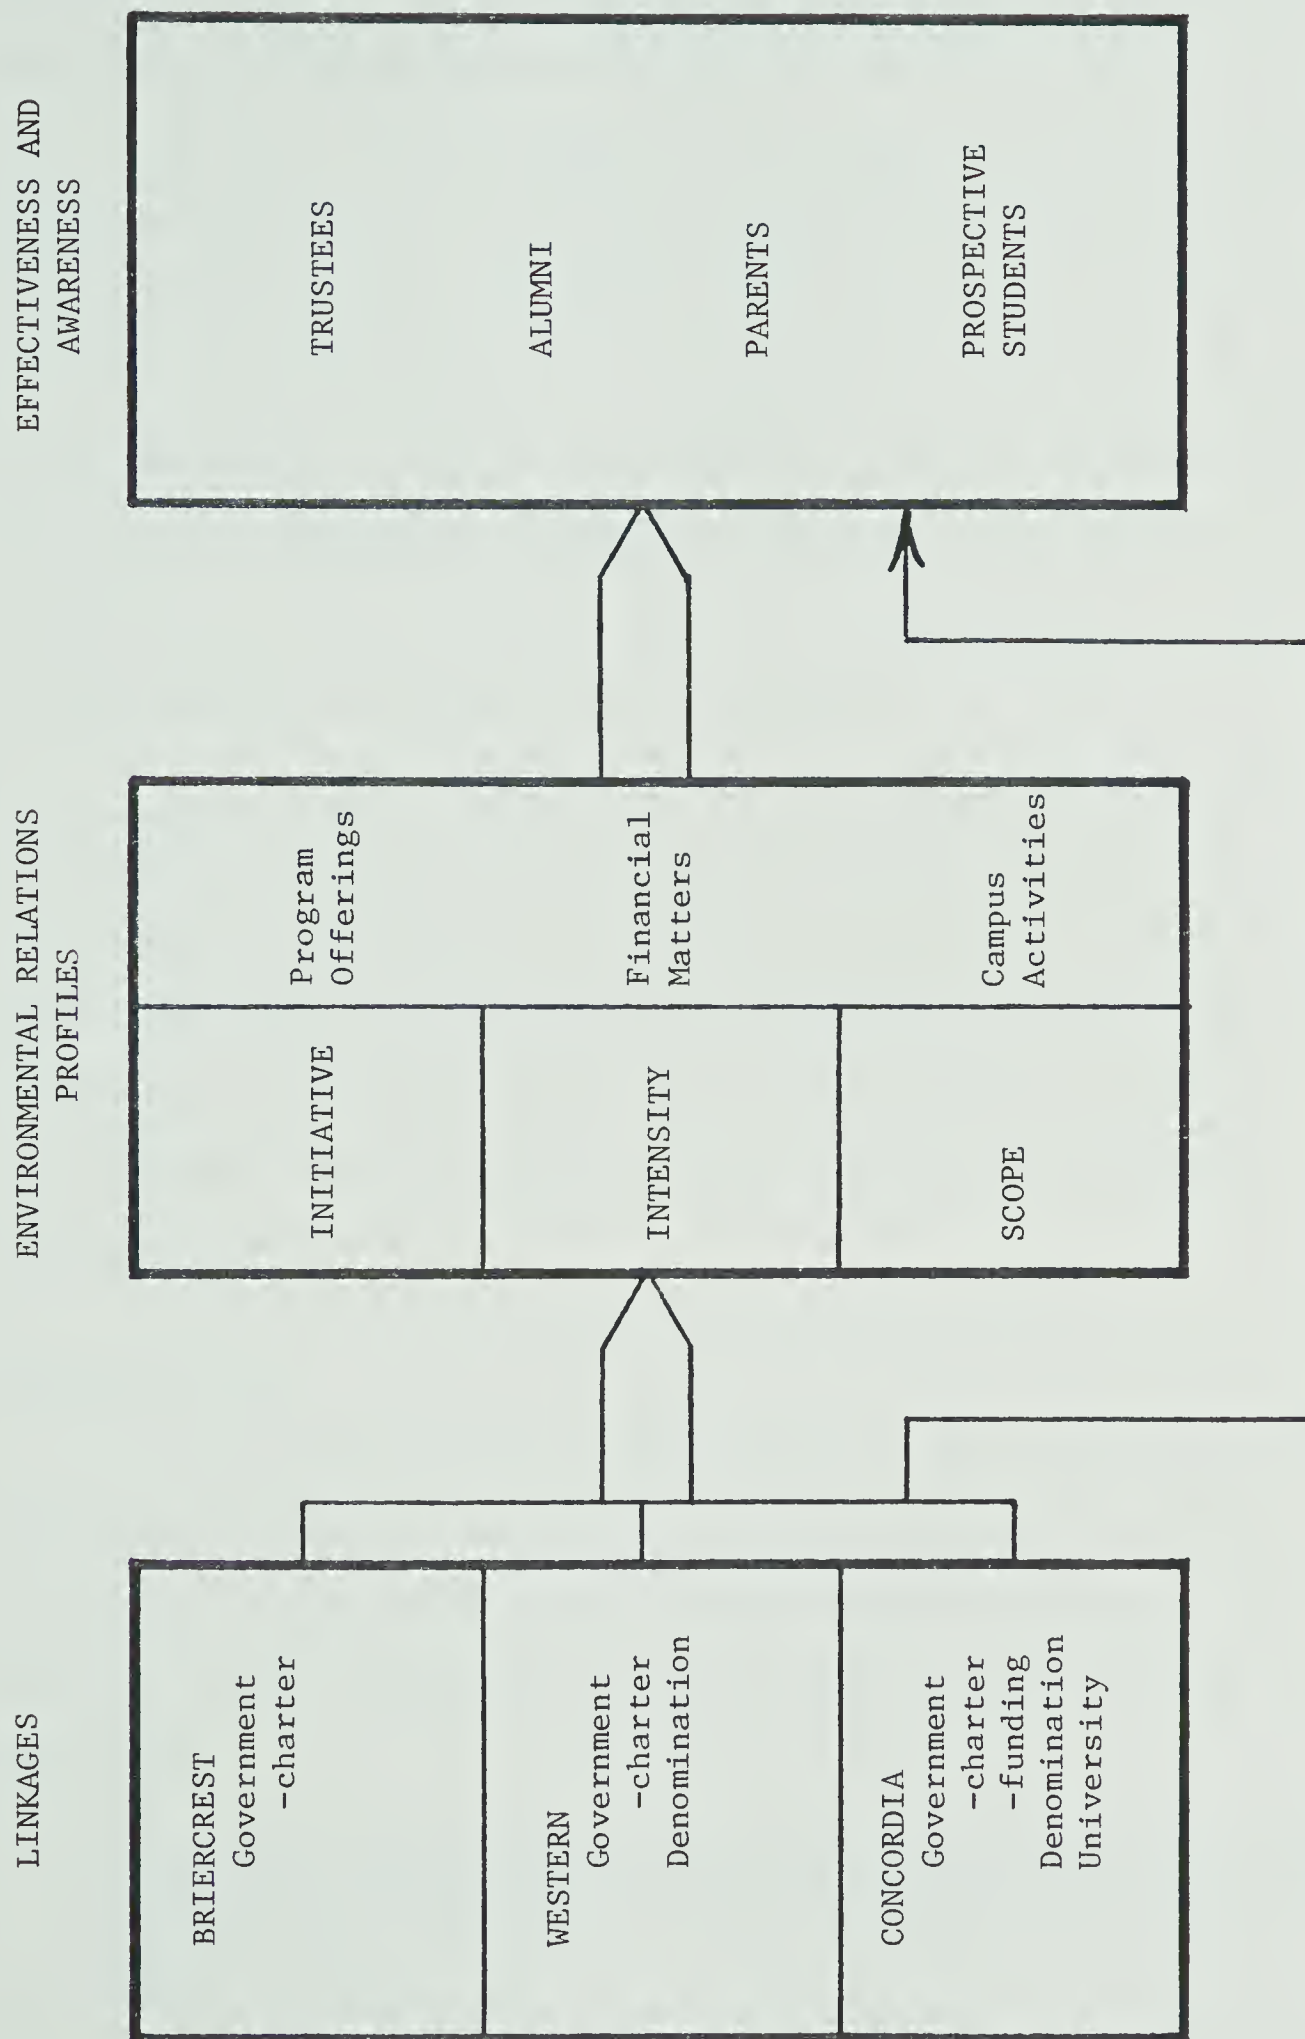 LINKAGES
BRIERCREST
Government
-charter
WESTERN
Government
-charter
Denomination
CONCORDIA
Government
-charter
-funding
Denomination
University
ENVIRONMENTAL RELATIONS
PROFILES
INITIATIVE
INTENSITY
SCOPE
Program
Offerings
Financial
Matters
Campus
Activities
EFFECTIVENESS AND
AWARENESS
TRUSTEES
ALUMNI
PARENTS
PROSPECTIVE
STUDENTS